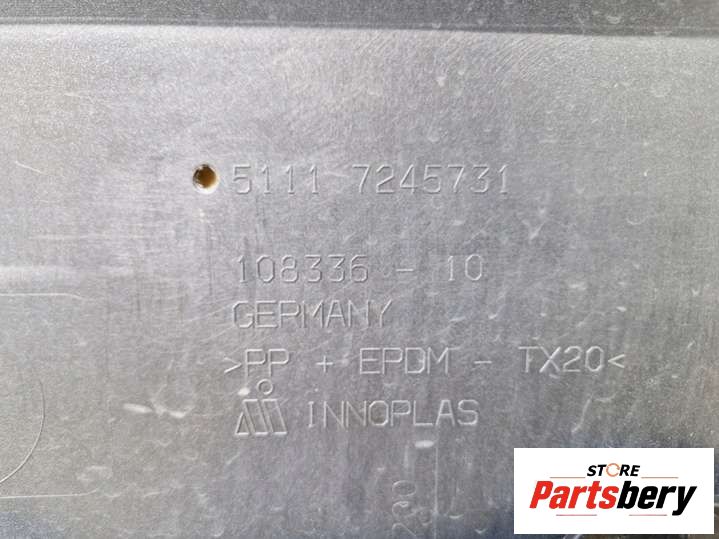 5111 7245731
108336 - 10
GERMANY
>PP + EPDM - TX20<
INNOPLAS
STORE
Partsbery